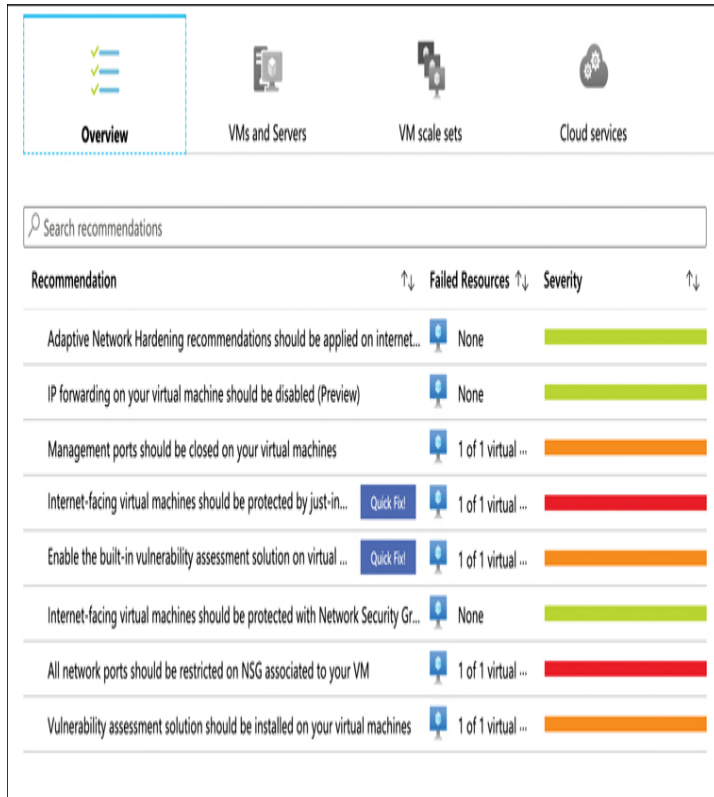 Overview
VMs and Servers
VM scale sets
Cloud services
Search recommendations
Recommendation ↑↓ Failed Resources ↑↓ Severity ↑↓
Adaptive Network Hardening recommendations should be applied on internet... None
IP forwarding on your virtual machine should be disabled (Preview) None
Management ports should be closed on your virtual machines 1 of 1 virtual ...
Internet-facing virtual machines should be protected by just-in... Quick Fix! 1 of 1 virtual ...
Enable the built-in vulnerability assessment solution on virtual ... Quick Fix! 1 of 1 virtual ...
Internet-facing virtual machines should be protected with Network Security Gr... None
All network ports should be restricted on NSG associated to your VM 1 of 1 virtual ...
Vulnerability assessment solution should be installed on your virtual machines 1 of 1 virtual ...